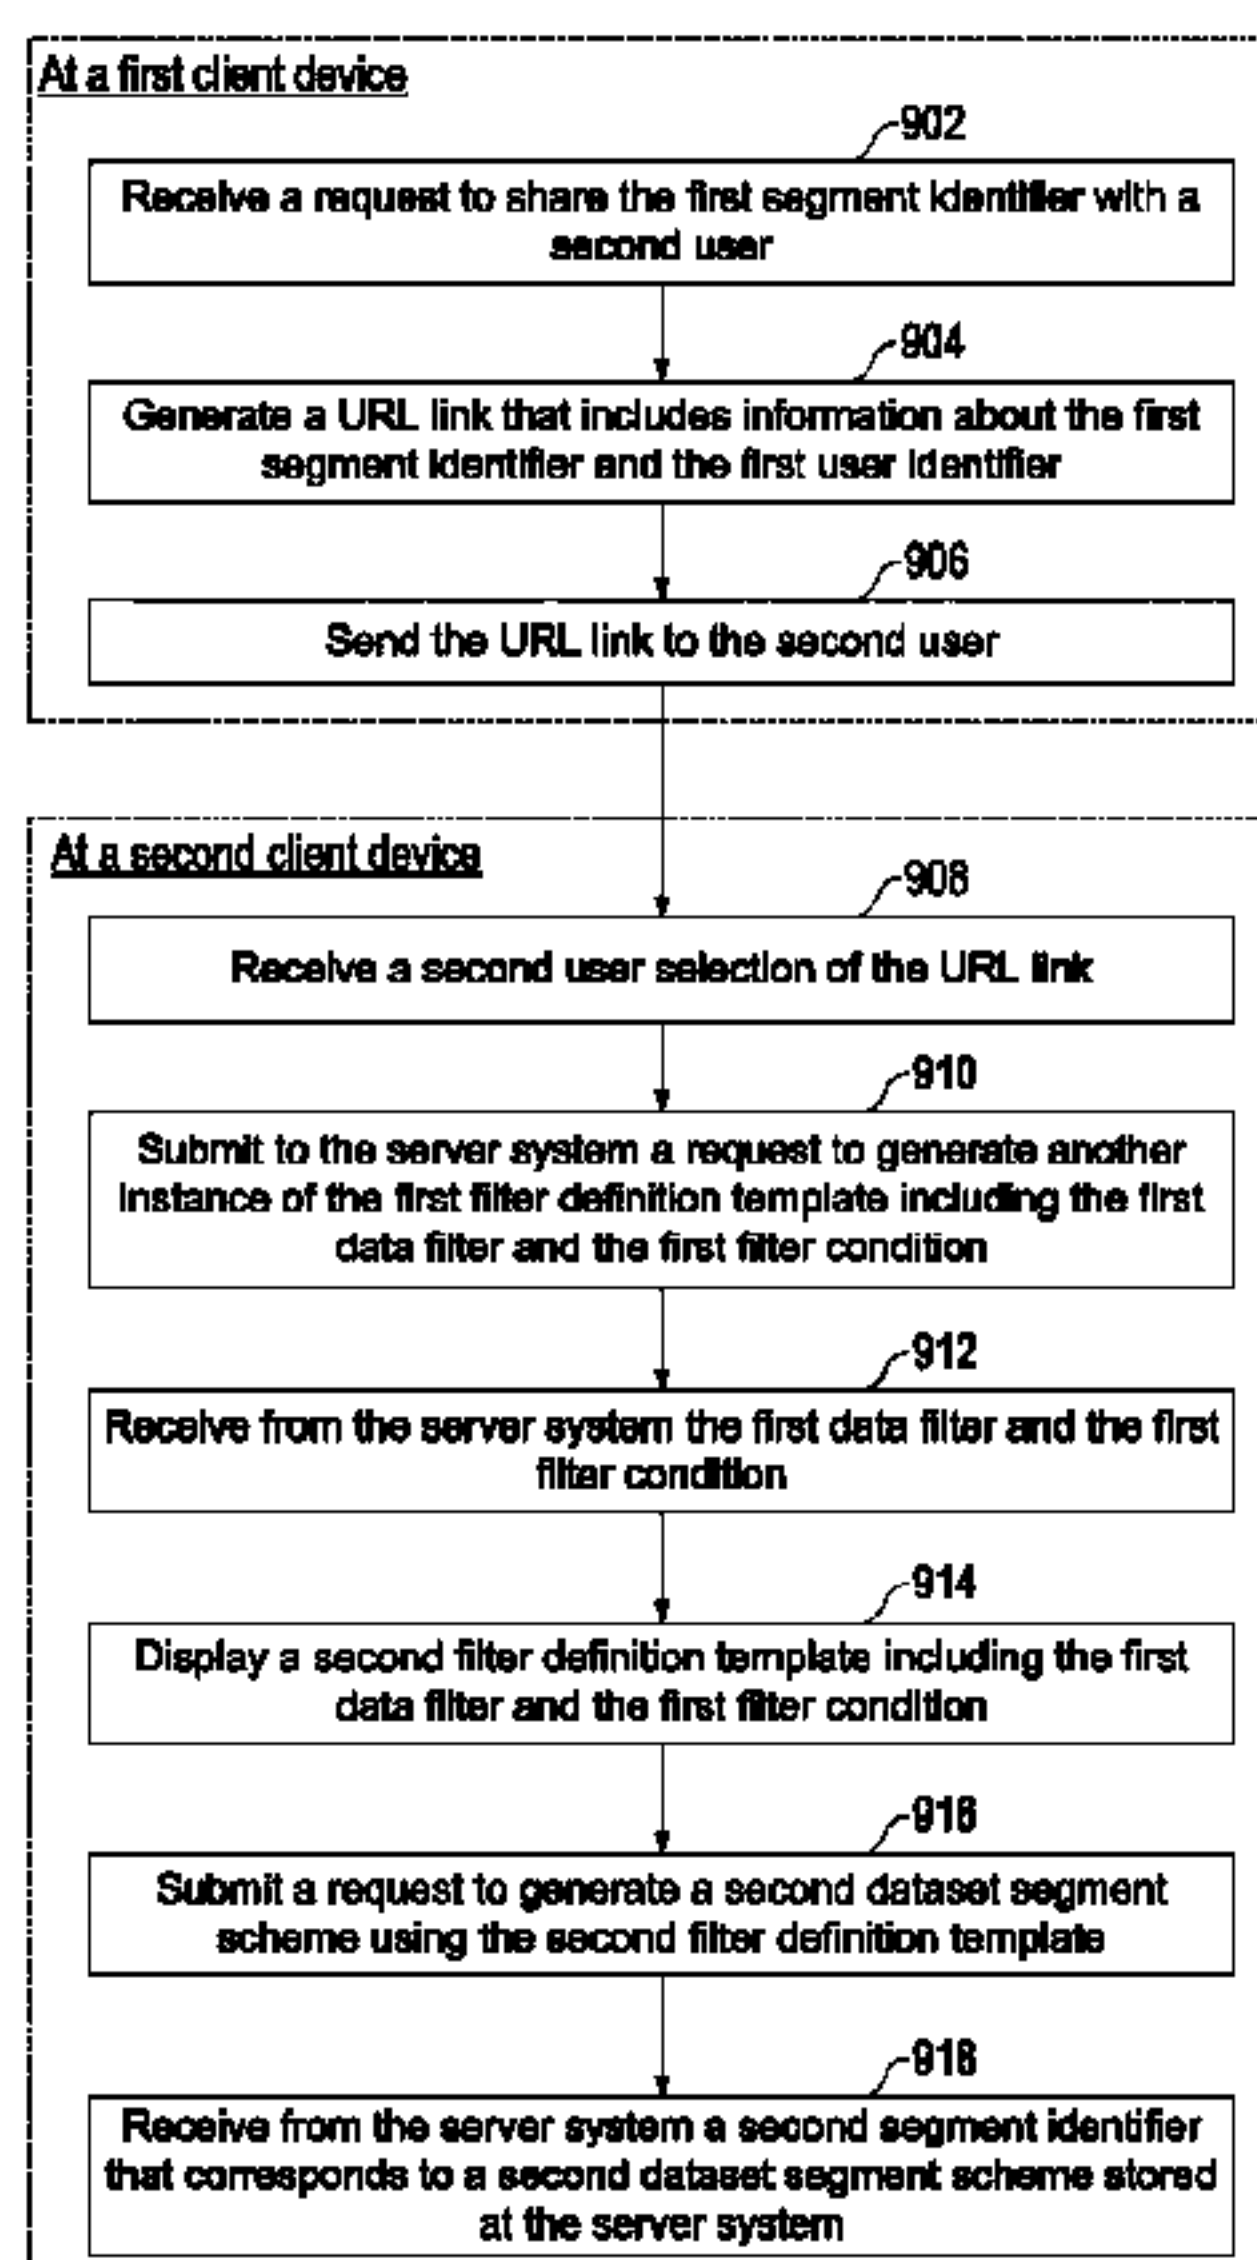 At a first client device
902
Receive a request to share the first segment identifier with a
second user
904
Generate a URL link that includes information about the first
segment identifier and the first user identifier
906
Send the URL link to the second user
At a second client device
908
Receive a second user selection of the URL link
910
Submit to the server system a request to generate another
instance of the first filter definition template including the first
data filter and the first filter condition
912
Receive from the server system the first data filter and the first
filter condition
914
Display a second filter definition template including the first
data filter and the first filter condition
916
Submit a request to generate a second dataset segment
scheme using the second filter definition template
918
Receive from the server system a second segment identifier
that corresponds to a second dataset segment scheme stored
at the server system